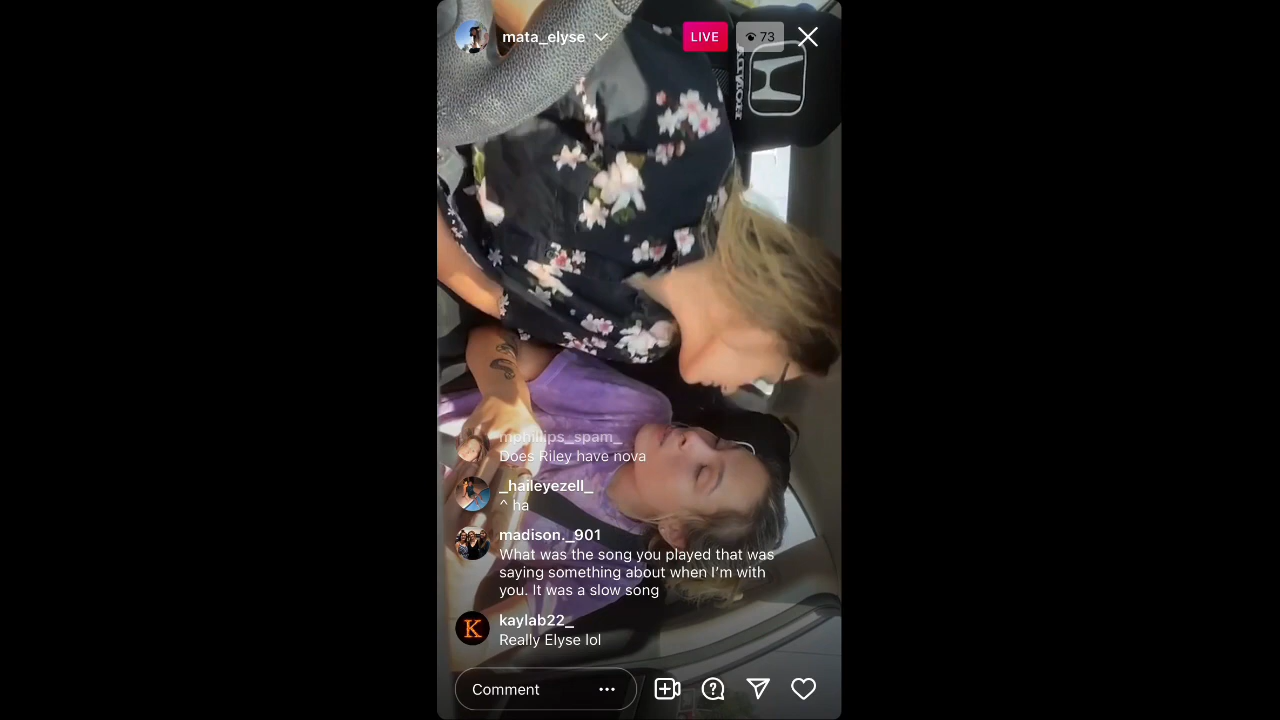 mata_elyse
LIVE
73
HONDA
mphillips_spam_
Does Riley have nova
_haileyezell_
^ ha
madison._901
What was the song you played that was
saying something about when I'm with
you. It was a slow song
K
kaylab22_
Really Elyse lol
Comment